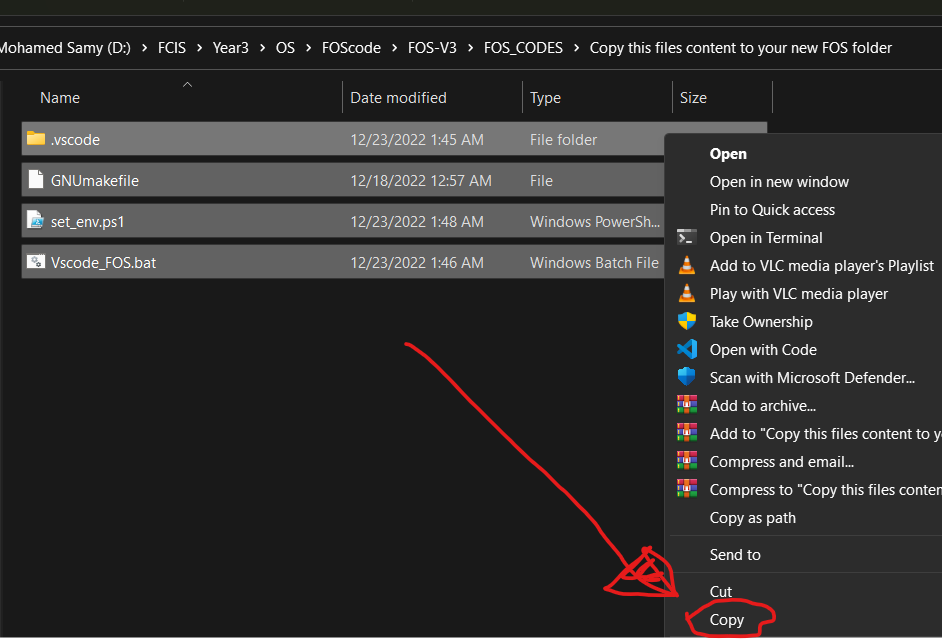 Mohamed Samy (D:) > FCIS > Year3 > OS > FOScode > FOS-V3 > FOS_CODES > Copy this files content to your new FOS folder
Name Date modified Type Size
.vscode 12/23/2022 1:45 AM File folder
GNUmakefile 12/18/2022 12:57 AM File
set_env.ps1 12/23/2022 1:48 AM Windows PowerSh...
Vscode_FOS.bat 12/23/2022 1:46 AM Windows Batch File
Open
Open in new window
Pin to Quick access
Open in Terminal
Add to VLC media player's Playlist
Play with VLC media player
Take Ownership
Open with Code
Scan with Microsoft Defender...
Add to archive...
Add to "Copy this files content to yo
Compress and email...
Compress to "Copy this files conten
Copy as path
Send to
Cut
Copy